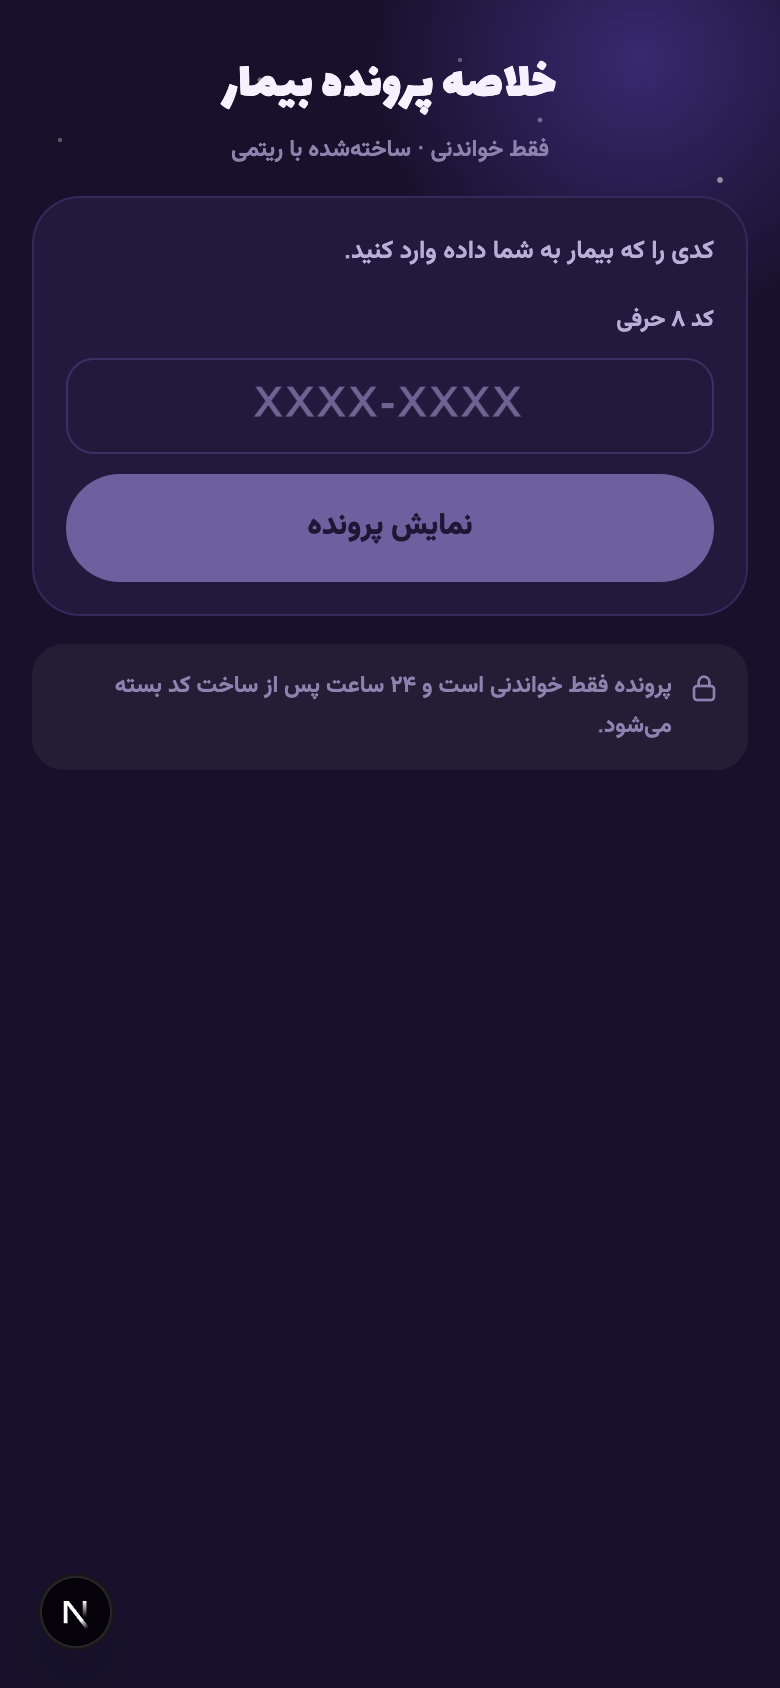 خلاصه پرونده بیمار
فقط خواندنی · ساخته‌شده با ریتمی
کدی را که بیمار به شما داده وارد کنید.
کد ۸ حرفی
XXXX-XXXX
نمایش پرونده
پرونده فقط خواندنی است و ۲۴ ساعت پس از ساخت کد بسته
می‌شود.
N